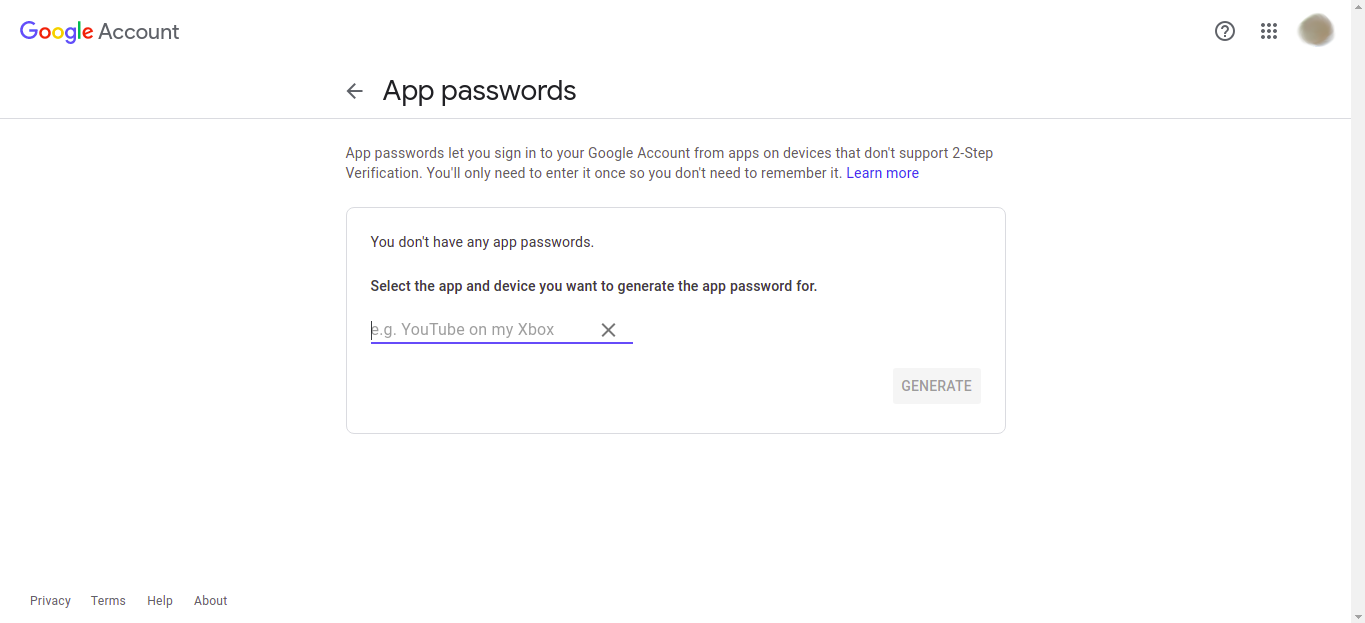 Google Account
App passwords
App passwords let you sign in to your Google Account from apps on devices that don't support 2-Step
Verification. You'll only need to enter it once so you don't need to remember it. Learn more
You don't have any app passwords.
Select the app and device you want to generate the app password for.
e.g. YouTube on my Xbox
GENERATE
Privacy Terms Help About